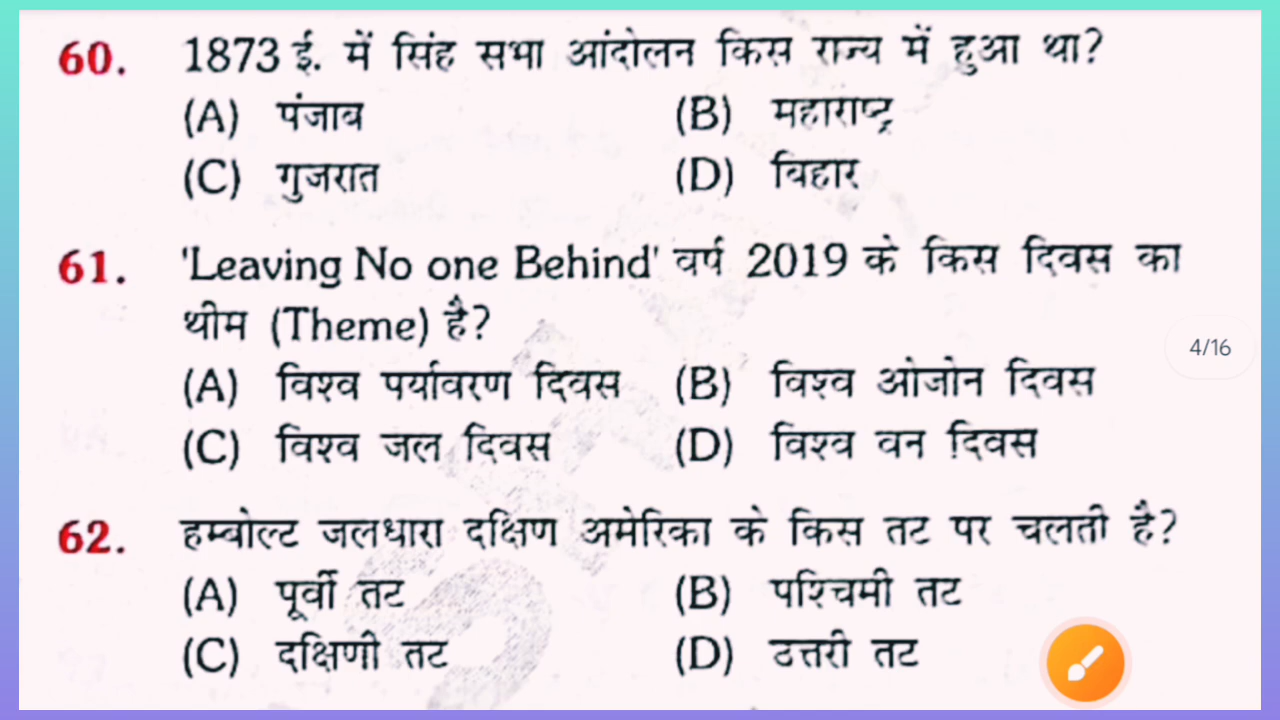 60. 1873 ई. में सिंह सभा आंदोलन किस राज्य में हुआ था?
(A) पंजाब (B) महाराष्ट्र
(C) गुजरात (D) बिहार
61. 'Leaving No one Behind' वर्ष 2019 के किस दिवस का
थीम (Theme) है?
(A) विश्व पर्यावरण दिवस (B) विश्व ओजोन दिवस
(C) विश्व जल दिवस (D) विश्व वन दिवस
4/16
62. हम्बोल्ट जलधारा दक्षिण अमेरिका के किस तट पर चलती है?
(A) पूर्वी तट (B) पश्चिमी तट
(C) दक्षिणी तट (D) उत्तरी तट